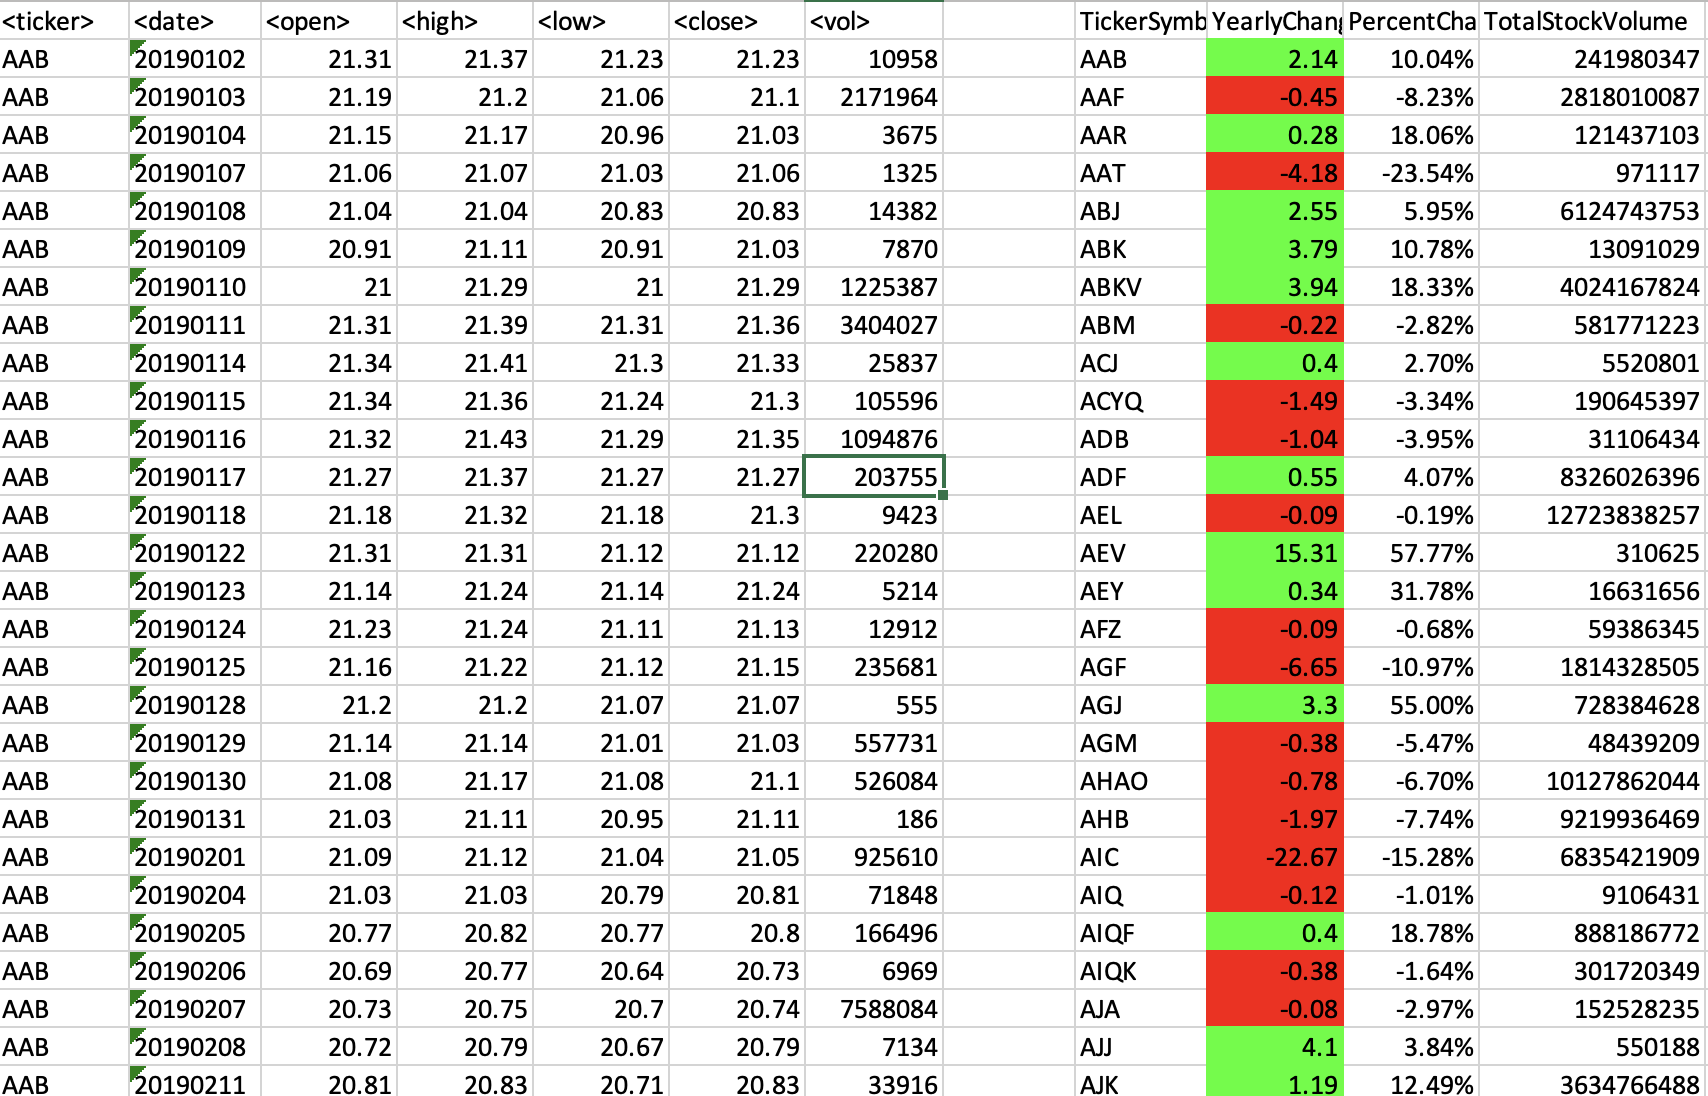 <ticker> <date> <open> <high> <low> <close> <vol> TickerSymb YearlyChang PercentCha TotalStockVolume
AAB 20190102 21.31 21.37 21.23 21.23 10958 AAB 2.14 10.04% 241980347
AAB 20190103 21.19 21.2 21.06 21.1 2171964 AAF -0.45 -8.23% 2818010087
AAB 20190104 21.15 21.17 20.96 21.03 3675 AAR 0.28 18.06% 121437103
AAB 20190107 21.06 21.07 21.03 21.06 1325 AAT -4.18 -23.54% 971117
AAB 20190108 21.04 21.04 20.83 20.83 14382 ABJ 2.55 5.95% 6124743753
AAB 20190109 20.91 21.11 20.91 21.03 7870 ABK 3.79 10.78% 13091029
AAB 20190110 21 21.29 21 21.29 1225387 ABKV 3.94 18.33% 4024167824
AAB 20190111 21.31 21.39 21.31 21.36 3404027 ABM -0.22 -2.82% 581771223
AAB 20190114 21.34 21.41 21.3 21.33 25837 ACJ 0.4 2.70% 5520801
AAB 20190115 21.34 21.36 21.24 21.3 105596 ACYQ -1.49 -3.34% 190645397
AAB 20190116 21.32 21.43 21.29 21.35 1094876 ADB -1.04 -3.95% 31106434
AAB 20190117 21.27 21.37 21.27 21.27 203755 ADF 0.55 4.07% 8326026396
AAB 20190118 21.18 21.32 21.18 21.3 9423 AEL -0.09 -0.19% 12723838257
AAB 20190122 21.31 21.31 21.12 21.12 220280 AEV 15.31 57.77% 310625
AAB 20190123 21.14 21.24 21.14 21.24 5214 AEY 0.34 31.78% 16631656
AAB 20190124 21.23 21.24 21.11 21.13 12912 AFZ -0.09 -0.68% 59386345
AAB 20190125 21.16 21.22 21.12 21.15 235681 AGF -6.65 -10.97% 1814328505
AAB 20190128 21.2 21.2 21.07 21.07 555 AGJ 3.3 55.00% 728384628
AAB 20190129 21.14 21.14 21.01 21.03 557731 AGM -0.38 -5.47% 48439209
AAB 20190130 21.08 21.17 21.08 21.1 526084 AHAO -0.78 -6.70% 10127862044
AAB 20190131 21.03 21.11 20.95 21.11 186 AHB -1.97 -7.74% 9219936469
AAB 20190201 21.09 21.12 21.04 21.05 925610 AIC -22.67 -15.28% 6835421909
AAB 20190204 21.03 21.03 20.79 20.81 71848 AIQ -0.12 -1.01% 9106431
AAB 20190205 20.77 20.82 20.77 20.8 166496 AIQF 0.4 18.78% 888186772
AAB 20190206 20.69 20.77 20.64 20.73 6969 AIQK -0.38 -1.64% 301720349
AAB 20190207 20.73 20.75 20.7 20.74 7588084 AJA -0.08 -2.97% 152528235
AAB 20190208 20.72 20.79 20.67 20.79 7134 AJJ 4.1 3.84% 550188
AAB 20190211 20.81 20.83 20.71 20.83 33916 AJK 1.19 12.49% 3634766488